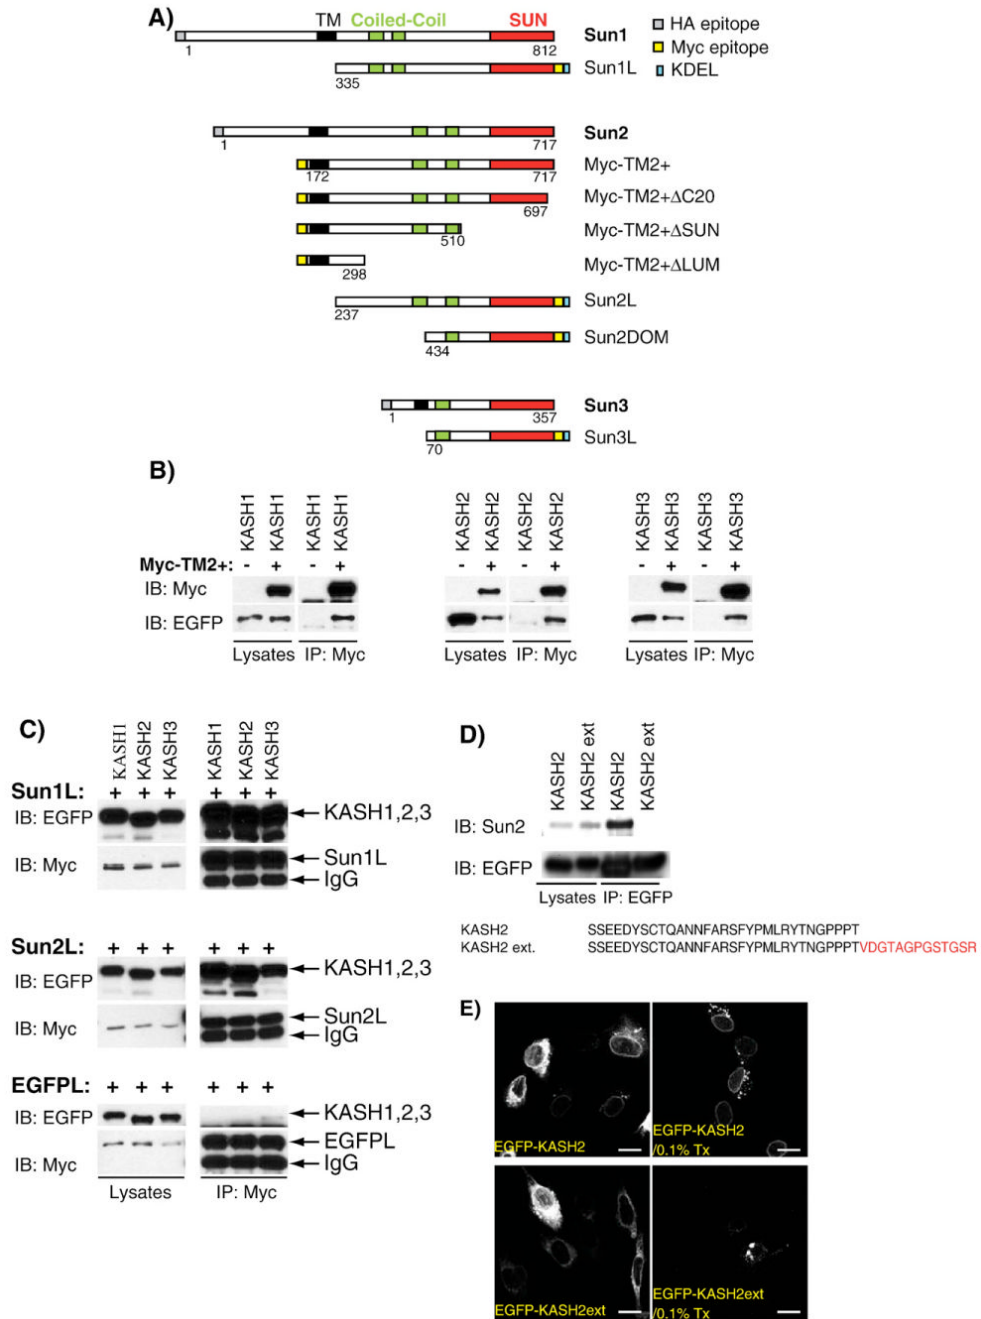 A)
TM Coiled-Coil SUN
HA epitope
Myc epitope
KDEL
1 812 Sun1
335 Sun1L
1 717 Sun2
172 717 Myc-TM2+
697 Myc-TM2+ΔC20
510 Myc-TM2+ΔSUN
298 Myc-TM2+ΔLUM
237 Sun2L
434 Sun2DOM
1 357 Sun3
70 Sun3L
B)
KASH1 KASH1 KASH1 KASH1 KASH2 KASH2 KASH2 KASH2 KASH3 KASH3 KASH3 KASH3
Myc-TM2+: - + - + - + - + - + - +
IB: Myc
IB: EGFP
Lysates IP: Myc Lysates IP: Myc Lysates IP: Myc
C)
KASH1 KASH2 KASH3 KASH1 KASH2 KASH3
Sun1L: + + + + + +
IB: EGFP KASH1,2,3
IB: Myc Sun1L
IgG
Sun2L: + + + + + +
IB: EGFP KASH1,2,3
IB: Myc Sun2L
IgG
EGFPL: + + + + + +
IB: EGFP KASH1,2,3
IB: Myc EGFPL
IgG
Lysates IP: Myc
D)
KASH2 KASH2 ext KASH2 KASH2 ext
IB: Sun2
IB: EGFP
Lysates IP: EGFP
KASH2 SSEEDYSCTQANNFARSFYPMLRYTNGPPPT
KASH2 ext. SSEEDYSCTQANNFARSFYPMLRYTNGPPPTVDGTAGPGSTGSR
E)
EGFP-KASH2
EGFP-KASH2
/0.1% Tx
EGFP-KASH2ext
EGFP-KASH2ext
/0.1% Tx